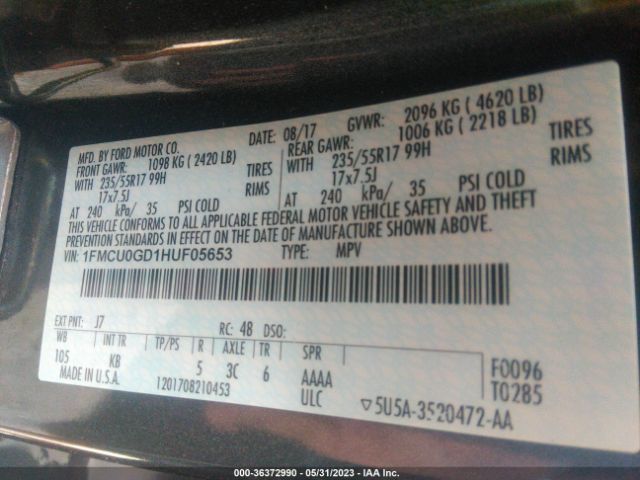 MFD. BY FORD MOTOR CO.
DATE: 08/17
GVWR: 2096 KG ( 4620 LB)
FRONT GAWR: 1098 KG ( 2420 LB)
REAR GAWR: 1006 KG ( 2218 LB)
WITH 235/55R17 99H TIRES
WITH 235/55R17 99H TIRES
17x7.5J RIMS
17x7.5J RIMS
AT 240 kPa/ 35 PSI COLD
AT 240 kPa/ 35 PSI COLD
THIS VEHICLE CONFORMS TO ALL APPLICABLE FEDERAL MOTOR VEHICLE SAFETY AND THEFT
PREVENTION STANDARDS IN EFFECT ON THE DATE OF MANUFACTURE SHOWN ABOVE.
VIN: 1FMCU0GD1HUF05653
TYPE: MPV
EXT PNT: J7 RC: 48 DSO:
WB INT TR TP/PS R AXLE TR SPR
105 KB 5 3C 6 AAAA
F0096
T0285
MADE IN U.S.A. 1201708210453 ULC
▽5U5A-3520472-AA
000-36372990 - 05/31/2023 - IAA Inc.